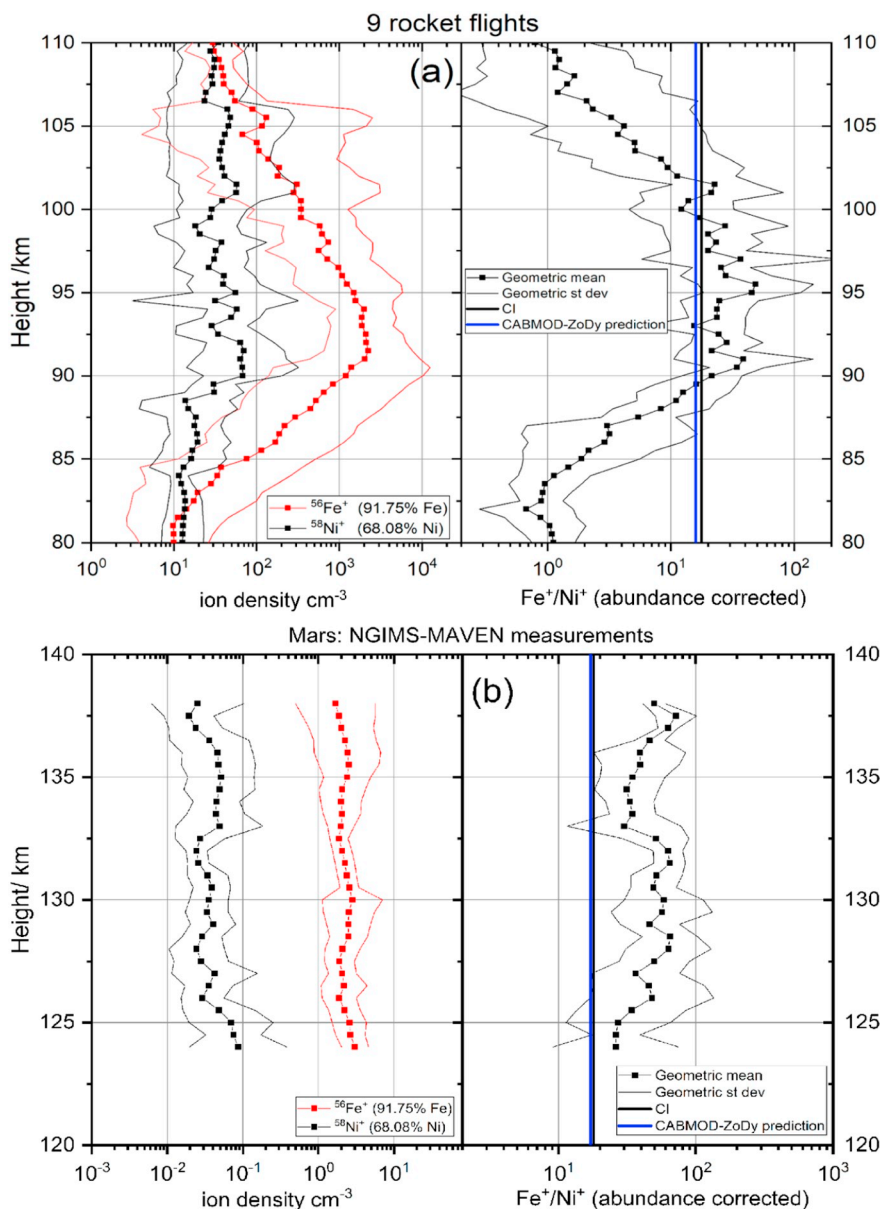 9 rocket flights
110
105
100
95
90
85
80
Height /km
(a)
⁵⁶Fe⁺ (91.75% Fe)
⁵⁸Ni⁺ (68.08% Ni)
10⁰
10¹
10²
10³
10⁴
ion density cm⁻³
Geometric mean
Geometric st dev
CI
CABMOD-ZoDy prediction
110
105
100
95
90
85
80
10⁰
10¹
10²
Fe⁺/Ni⁺ (abundance corrected)
Mars: NGIMS-MAVEN measurements
140
135
130
125
120
Height/ km
(b)
⁵⁶Fe⁺ (91.75% Fe)
⁵⁸Ni⁺ (68.08% Ni)
10⁻³
10⁻²
10⁻¹
10⁰
10¹
ion density cm⁻³
Geometric mean
Geometric st dev
CI
CABMOD-ZoDy prediction
140
135
130
125
120
10¹
10²
10³
Fe⁺/Ni⁺ (abundance corrected)